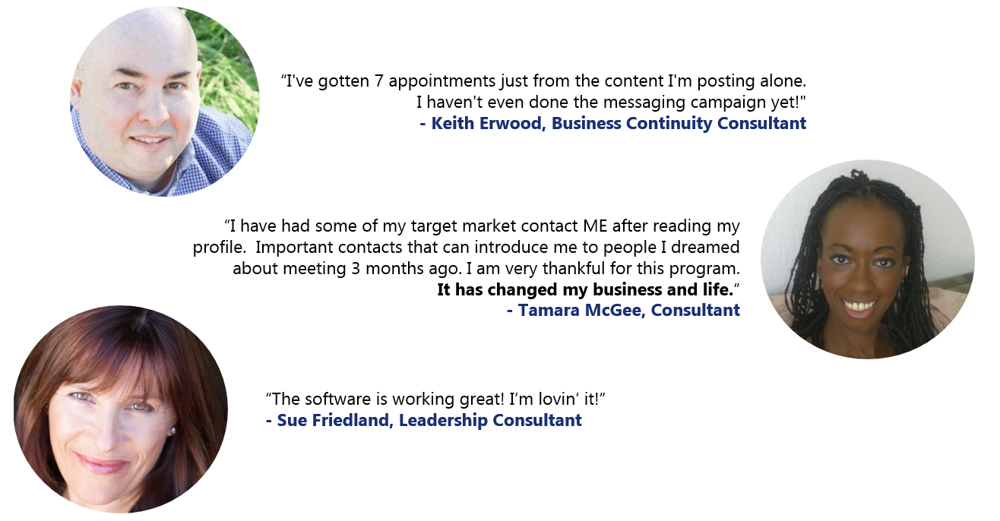 “I've gotten 7 appointments just from the content I'm posting alone.
I haven't even done the messaging campaign yet!"
- Keith Erwood, Business Continuity Consultant
“I have had some of my target market contact ME after reading my
profile.  Important contacts that can introduce me to people I dreamed
about meeting 3 months ago. I am very thankful for this program.
It has changed my business and life.”
- Tamara McGee, Consultant
“The software is working great! I’m lovin’ it!”
- Sue Friedland, Leadership Consultant